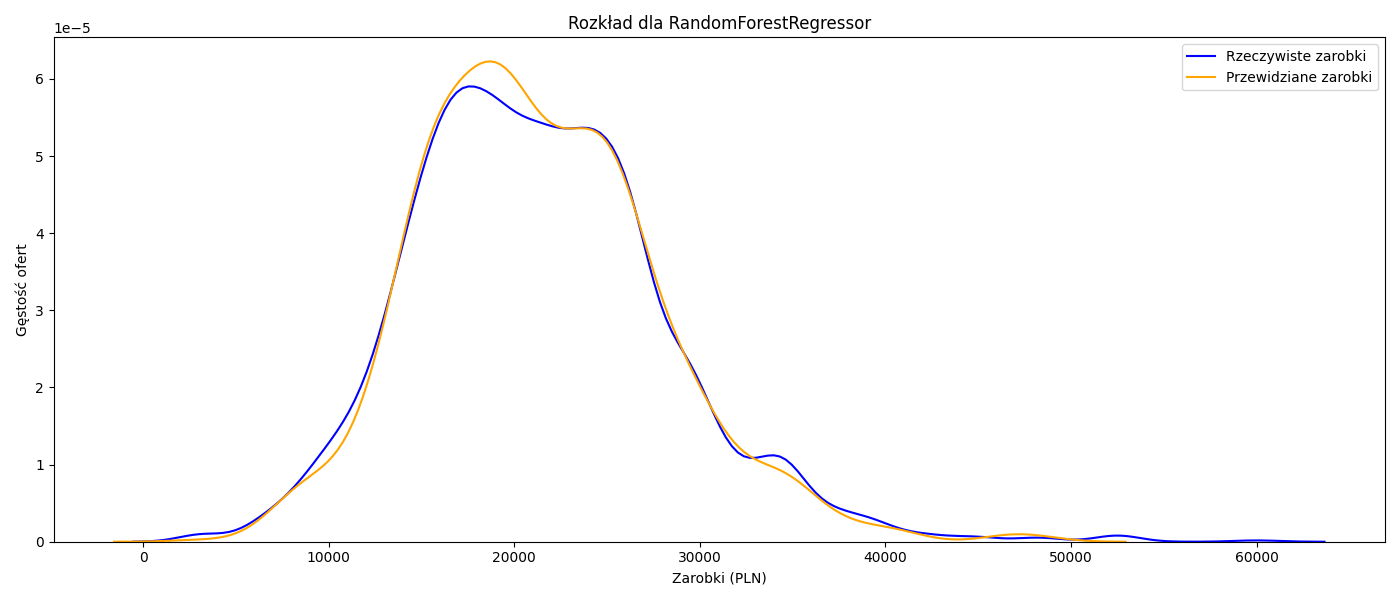 Rozkład dla RandomForestRegressor
1e−5
Rzeczywiste zarobki
Przewidziane zarobki
6
5
4
3
2
1
0
Gęstość ofert
0 10000 20000 30000 40000 50000 60000
Zarobki (PLN)